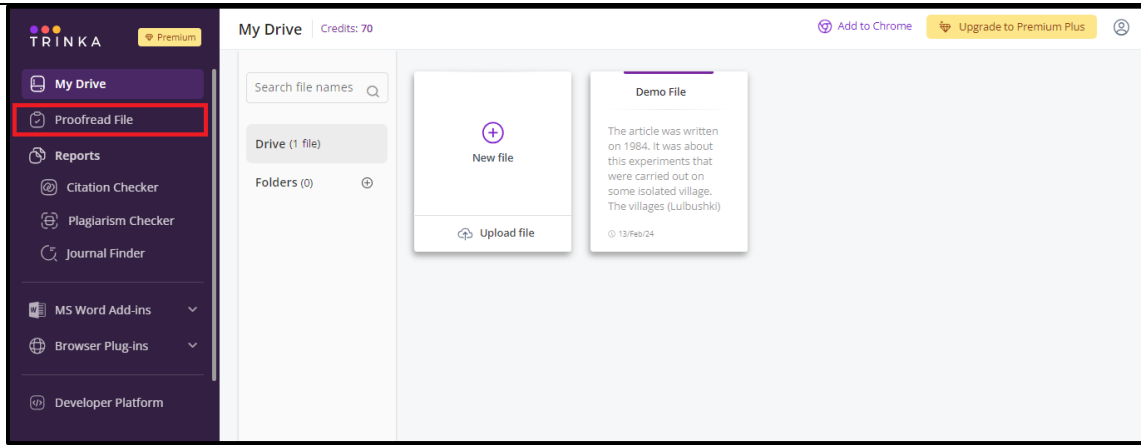 TRINKA
Premium
My Drive
Proofread File
Reports
Citation Checker
Plagiarism Checker
Journal Finder
MS Word Add-ins
Browser Plug-ins
Developer Platform
My Drive
Credits: 70
Add to Chrome
Upgrade to Premium Plus
Search file names
Drive (1 file)
Folders (0)
New file
Upload file
Demo File
The article was written
on 1984. It was about
this experiments that
were carried out on
some isolated village.
The villages (Lulbushki)
13/Feb/24